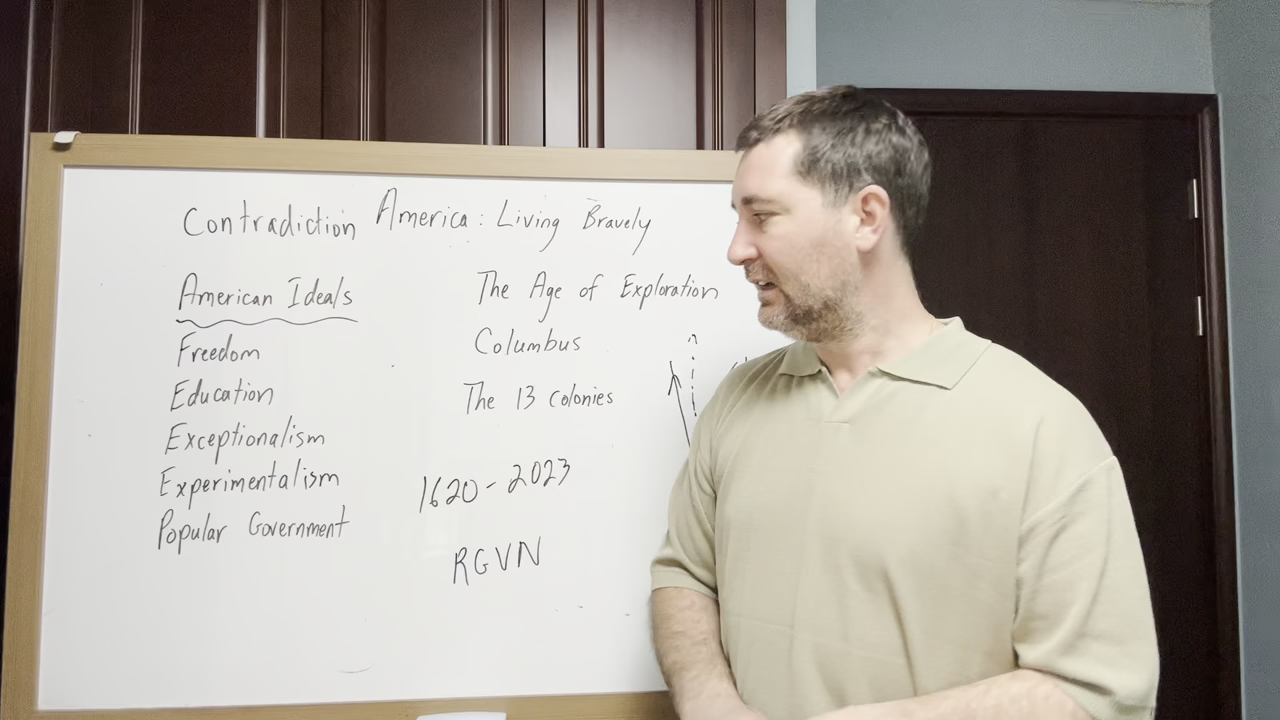 Contradiction America: Living Bravely
American Ideals
Freedom
Education
Exceptionalism
Experimentalism
Popular Government
The Age of Exploration
Columbus
The 13 colonies
1620-2023
RGVN